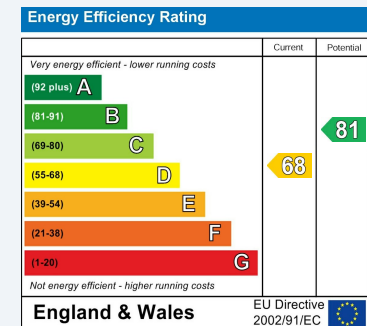 Energy Efficiency Rating
Current Potential
Very energy efficient - lower running costs
(92 plus) A
(81-91) B
81
(69-80) C
68
(55-68) D
(39-54) E
(21-38) F
(1-20) G
Not energy efficient - higher running costs
England & Wales
EU Directive
2002/91/EC